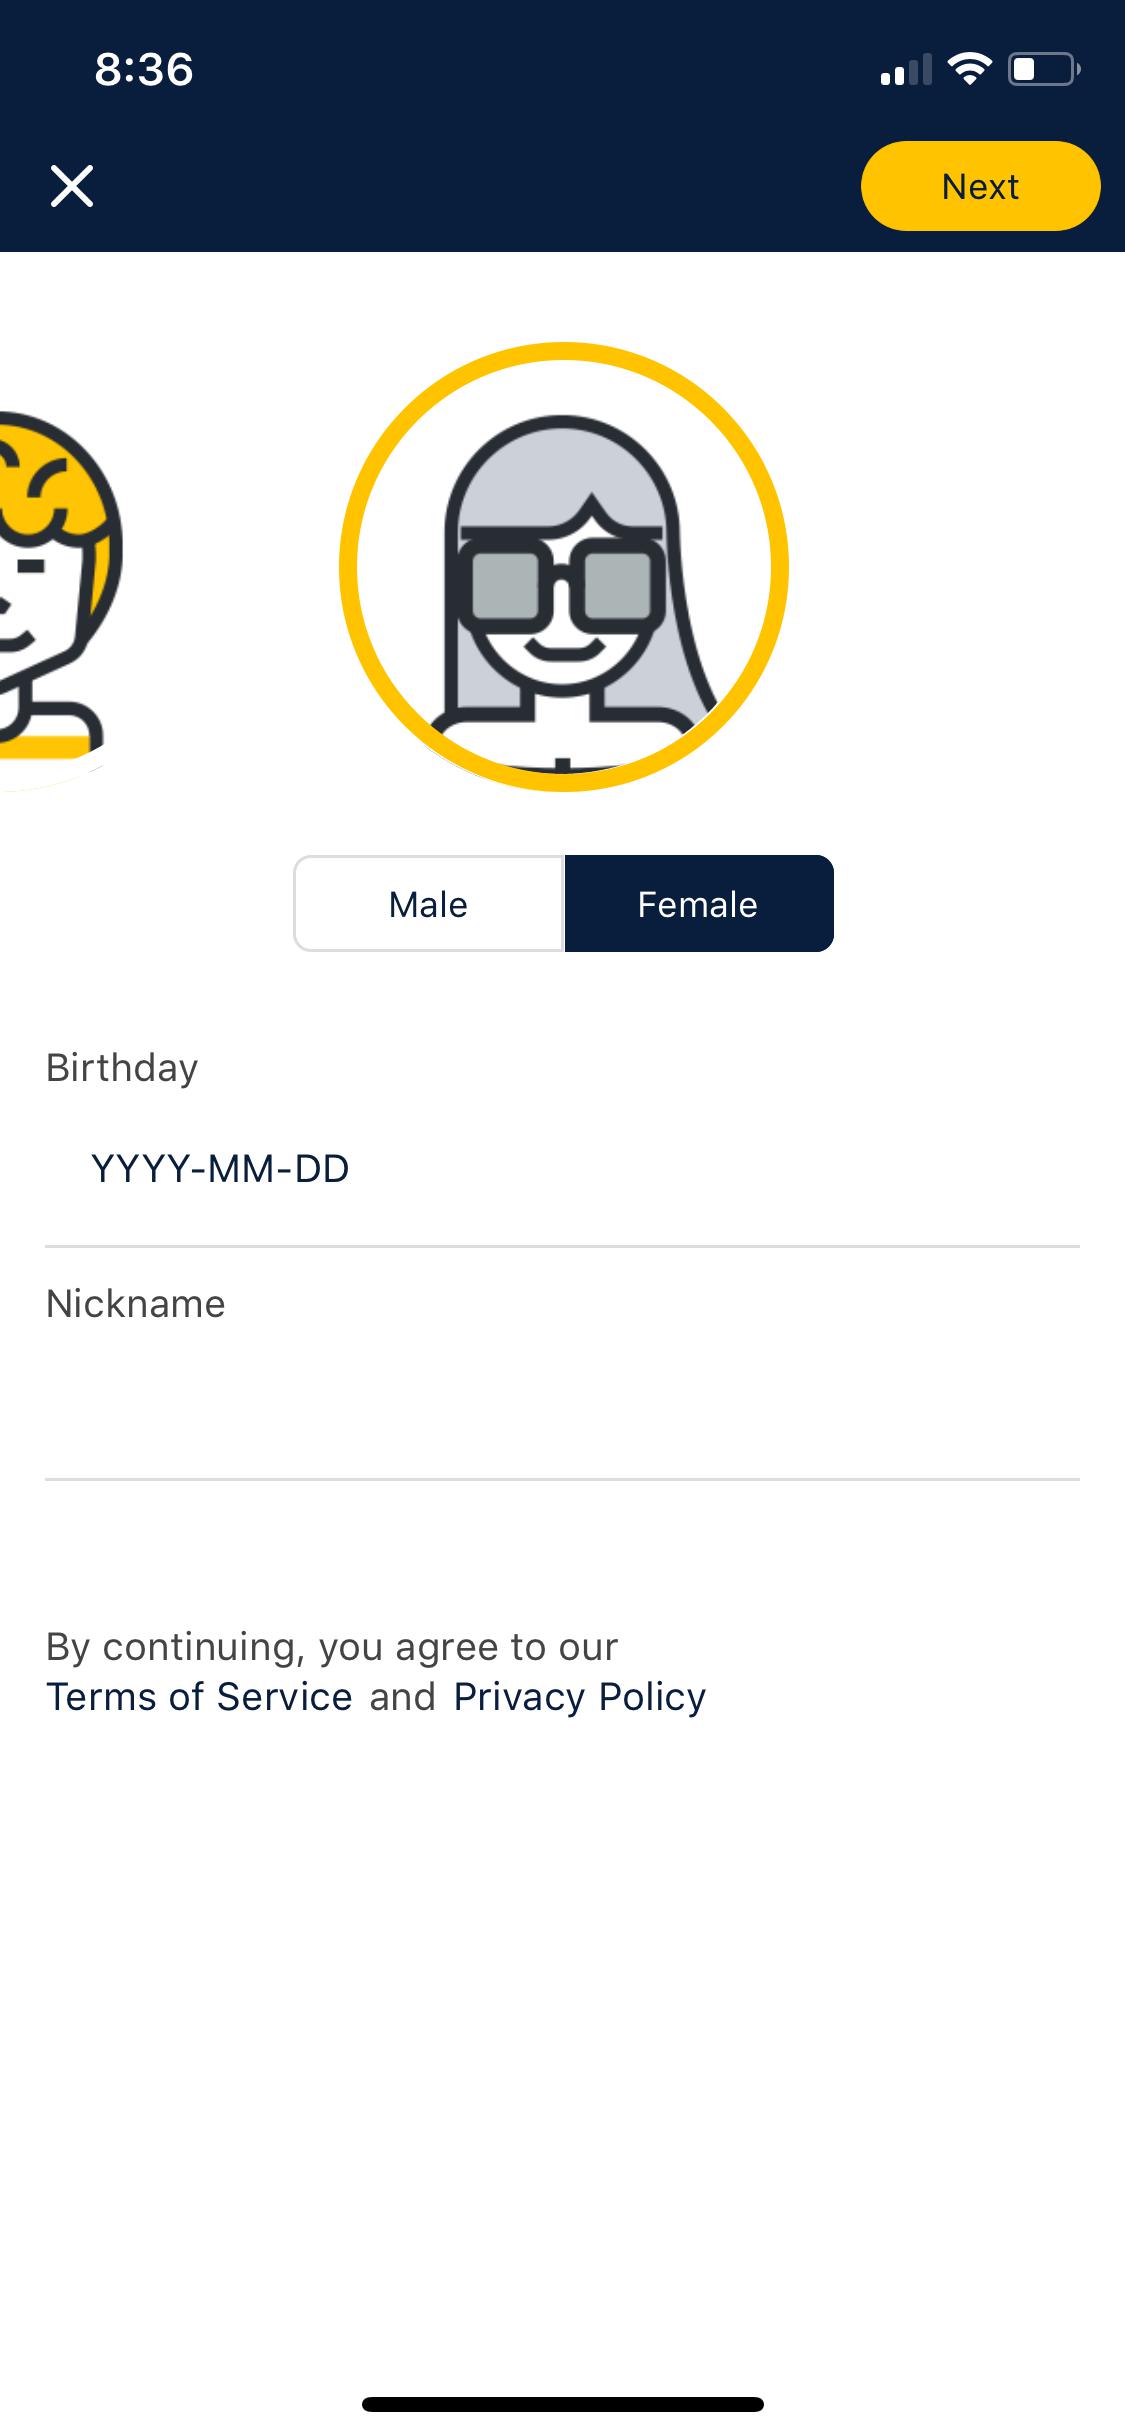 8:36
Next
Male
Female
Birthday
YYYY-MM-DD
Nickname
By continuing, you agree to our
Terms of Service and Privacy Policy